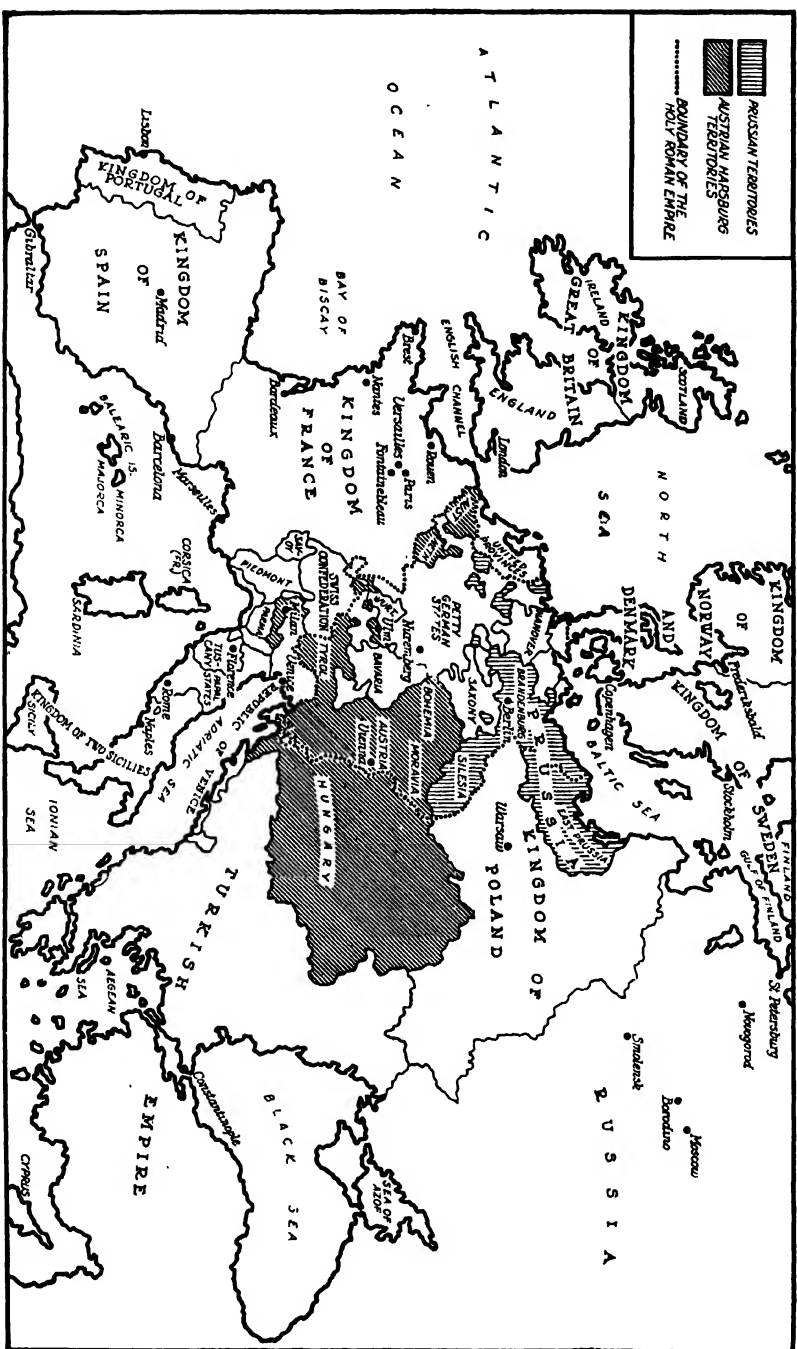 PRUSSIAN TERRITORIES
AUSTRIAN HAPSBURG
TERRITORIES
BOUNDARY OF THE
HOLY ROMAN EMPIRE
ATLANTIC
OCEAN
NORTH
SEA
KINGDOM
OF
NORWAY
AND
DENMARK
Frederikshald
Copenhagen
KINGDOM
OF
SWEDEN
Stockholm
FINLAND
GULF OF FINLAND
St Petersburg
Novogorod
BALTIC SEA
SCOTLAND
KINGDOM
OF
GREAT
BRITAIN
IRELAND
ENGLAND
London
ENGLISH CHANNEL
UNITED
HANOVER
PRUSSIA
EAST PRUSSIA
BRANDENBURG
Berlin
SAXONY
SILESIA
PETTY
GERMAN
STATES
Nuremberg
Ulm
BAVARIA
BOHEMIA
MORAVIA
AUSTRIA
Vienna
HUNGARY
TYROL
SWISS
CONFEDERATION
KINGDOM OF
POLAND
Warsaw
RUSSIA
Smolensk
Borodino
Moscow
Brest
Rouen
Paris
Versailles
Fontainebleau
Nantes
KINGDOM
OF
FRANCE
Bordeaux
Marseilles
BAY OF
BISCAY
Lisbon
KINGDOM OF
PORTUGAL
KINGDOM
OF
SPAIN
Madrid
Gibraltar
Barcelona
BALEARIC IS.
MAJORCA
MINORCA
CORSICA
(FR.)
SARDINIA
SAVOY
PIEDMONT
PARMA
Milan
Venice
REPUBLIC OF VENICE
ADRIATIC
SEA
Florence
TUS-
CANY
PAPAL
STATES
Rome
Naples
KINGDOM OF TWO SICILIES
SICILY
IONIAN
SEA
TURKISH
EMPIRE
AEGEAN
SEA
Constantinople
BLACK SEA
SEA OF
AZOF
CYPRUS